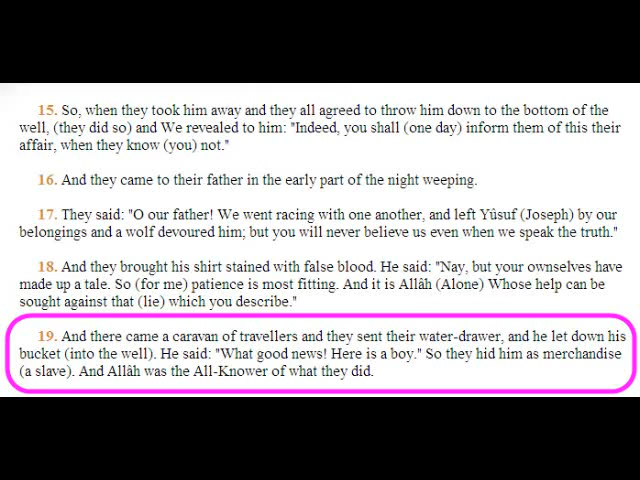 15. So, when they took him away and they all agreed to throw him down to the bottom of the
well, (they did so) and We revealed to him: "Indeed, you shall (one day) inform them of this their
affair, when they know (you) not."
16. And they came to their father in the early part of the night weeping.
17. They said: "O our father! We went racing with one another, and left Yûsuf (Joseph) by our
belongings and a wolf devoured him; but you will never believe us even when we speak the truth."
18. And they brought his shirt stained with false blood. He said: "Nay, but your ownselves have
made up a tale. So (for me) patience is most fitting. And it is Allâh (Alone) Whose help can be
sought against that (lie) which you describe."
19. And there came a caravan of travellers and they sent their water-drawer, and he let down his
bucket (into the well). He said: "What good news! Here is a boy." So they hid him as merchandise
(a slave). And Allâh was the All-Knower of what they did.